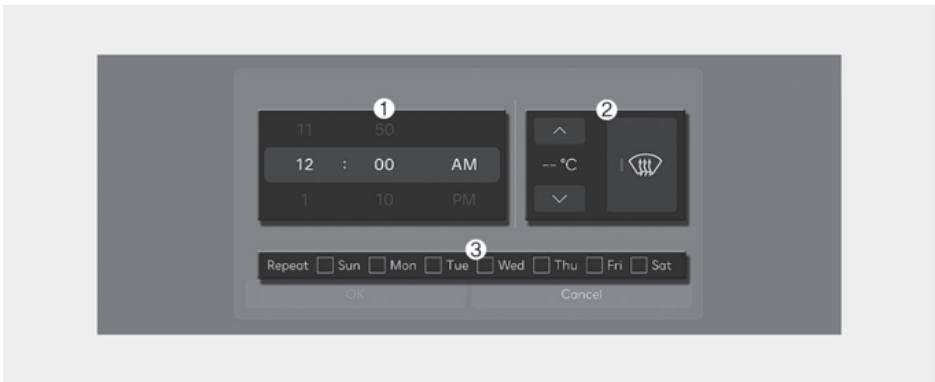 ① ②
11 50
12 : 00 AM -- °C
1 10 PM
③
Repeat Sun Mon Tue Wed Thu Fri Sat
OK Cancel